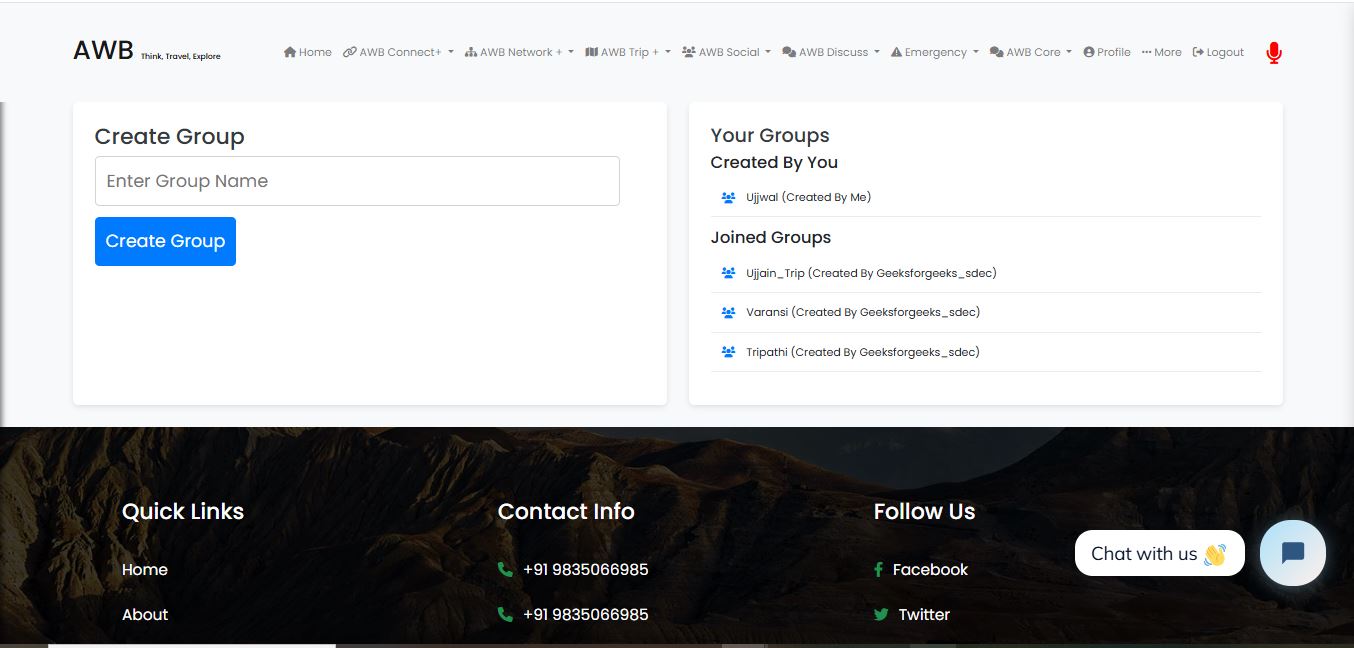 AWB Think, Travel, Explore
Home AWB Connect+ AWB Network + AWB Trip + AWB Social AWB Discuss Emergency AWB Core Profile More Logout
Create Group
Enter Group Name
Create Group
Your Groups
Created By You
Ujjwal (Created By Me)
Joined Groups
Ujjain_Trip (Created By Geeksforgeeks_sdec)
Varansi (Created By Geeksforgeeks_sdec)
Tripathi (Created By Geeksforgeeks_sdec)
Quick Links
Home
About
Contact Info
+91 9835066985
+91 9835066985
Follow Us
Facebook
Twitter
Chat with us 👋